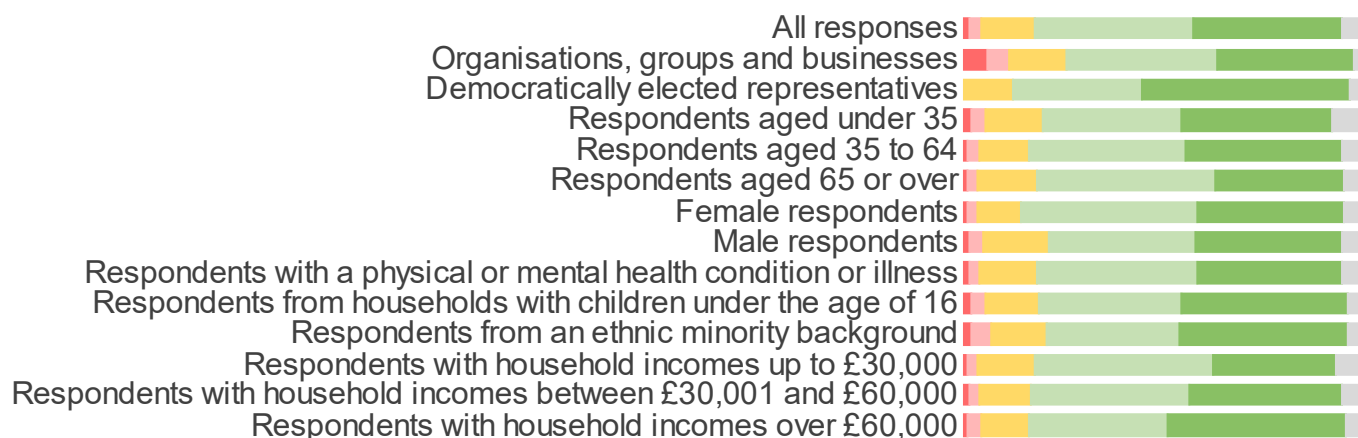 All responses
Organisations, groups and businesses
Democratically elected representatives
Respondents aged under 35
Respondents aged 35 to 64
Respondents aged 65 or over
Female respondents
Male respondents
Respondents with a physical or mental health condition or illness
Respondents from households with children under the age of 16
Respondents from an ethnic minority background
Respondents with household incomes up to £30,000
Respondents with household incomes between £30,001 and £60,000
Respondents with household incomes over £60,000